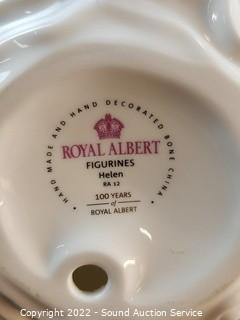 • HAND MADE AND HAND DECORATED BONE CHINA •
ROYAL ALBERT
FIGURINES
Helen
RA 12
100 YEARS
of
ROYAL ALBERT
Copyright 2022 - Sound Auction Service